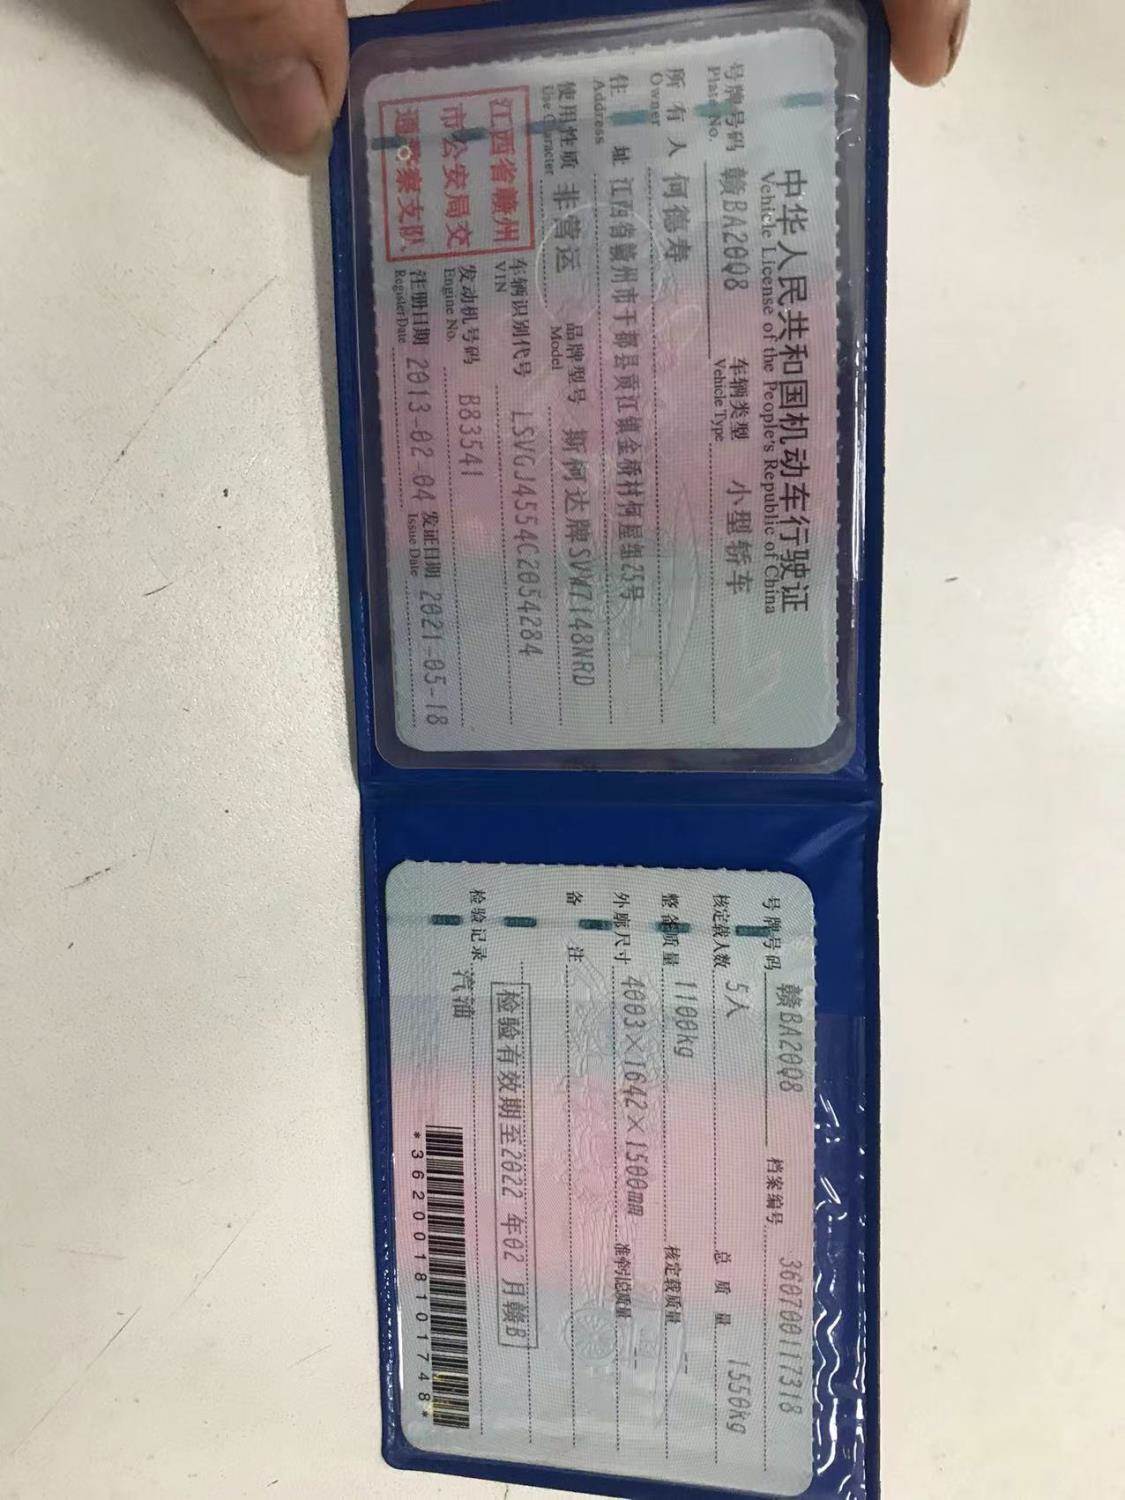 中华人民共和国机动车行驶证
Vehicle License of the People's Republic of China
号牌号码 赣BA20Q8 车辆类型 小型轿车
Plate No. Vehicle Type
所有人 何德寿
Owner
住址 江西省赣州市于都县贡江镇金桥村何屋组25号
Address
使用性质 非营运 品牌型号 斯柯达牌SVW7148NRD
Use Character Model
江西省赣州
市公安局交
通警察支队
车辆识别代号 LSVGJ4554C2054284
VIN
发动机号码 B83541
Engine No.
注册日期 2013-02-04 发证日期 2021-05-18
Register Date Issue Date
号牌号码 赣BA20Q8 档案编号 360700117318
核定载人数 5人 总质量 1550kg
整备质量 1100kg 核定载质量 --
外廓尺寸 4003×1642×1500mm 准牵引总质量 --
备注
检验有效期至2022年02月赣B
检验记录 汽油
*3620018101748*